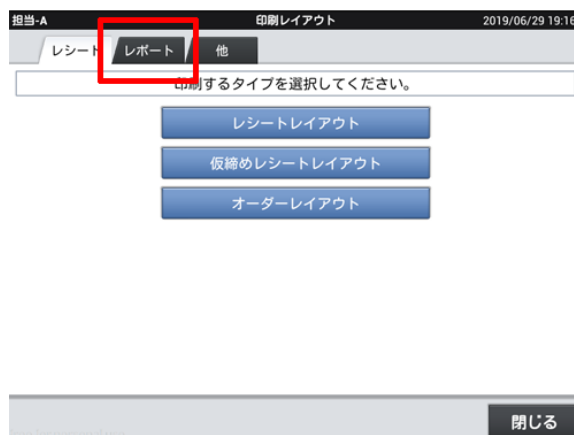 担当-A 印刷レイアウト 2019/06/29 19:16
レシート レポート 他
印刷するタイプを選択してください。
レシートレイアウト
仮締めレシートレイアウト
オーダーレイアウト
閉じる